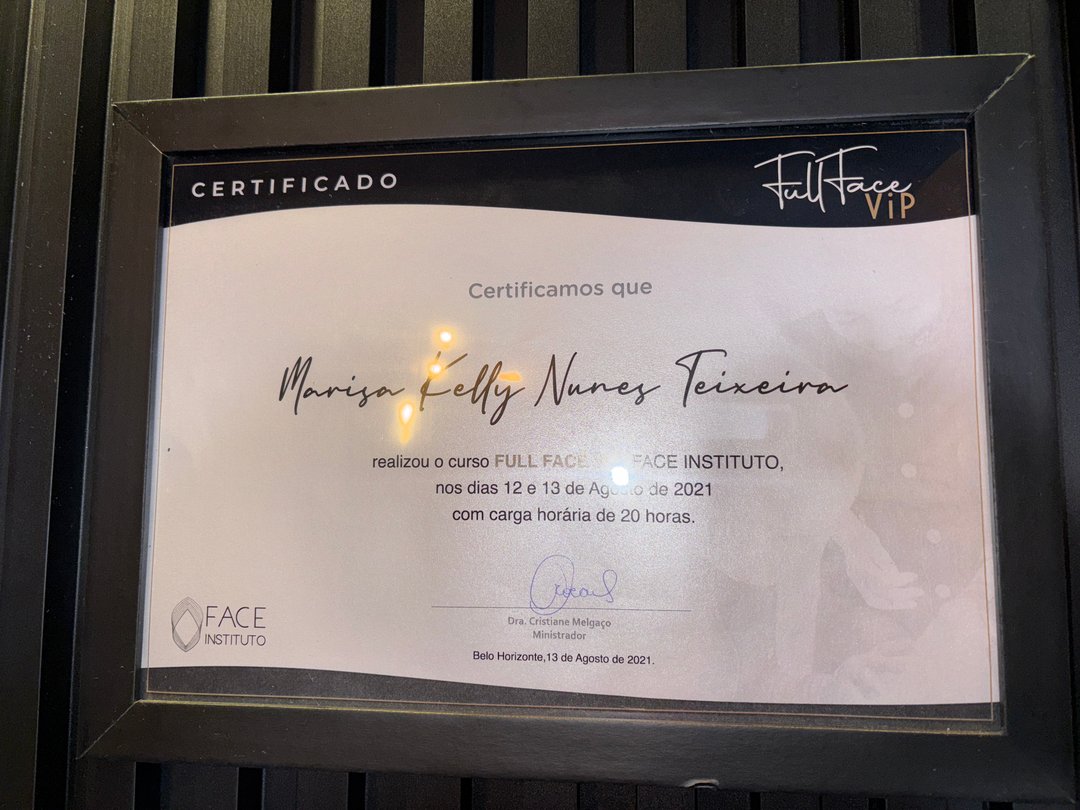 CERTIFICADO
Full Face
ViP
Certificamos que
Marisa Kelly Nunes Teixeira
realizou o curso FULL FACE FACE INSTITUTO,
nos dias 12 e 13 de Agosto de 2021
com carga horária de 20 horas.
Dra. Cristiane Melgaço
Ministrador
Belo Horizonte,13 de Agosto de 2021.
FACE
INSTITUTO